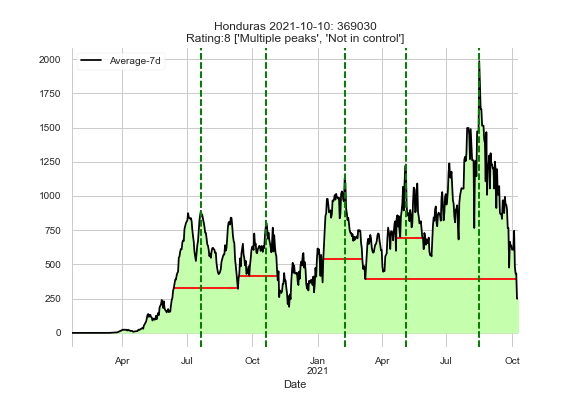 Honduras 2021-10-10: 369030
Rating:8 ['Multiple peaks', 'Not in control']
Average-7d
2000
1750
1500
1250
1000
750
500
250
0
Apr Jul Oct Jan Apr Jul Oct
2021
Date